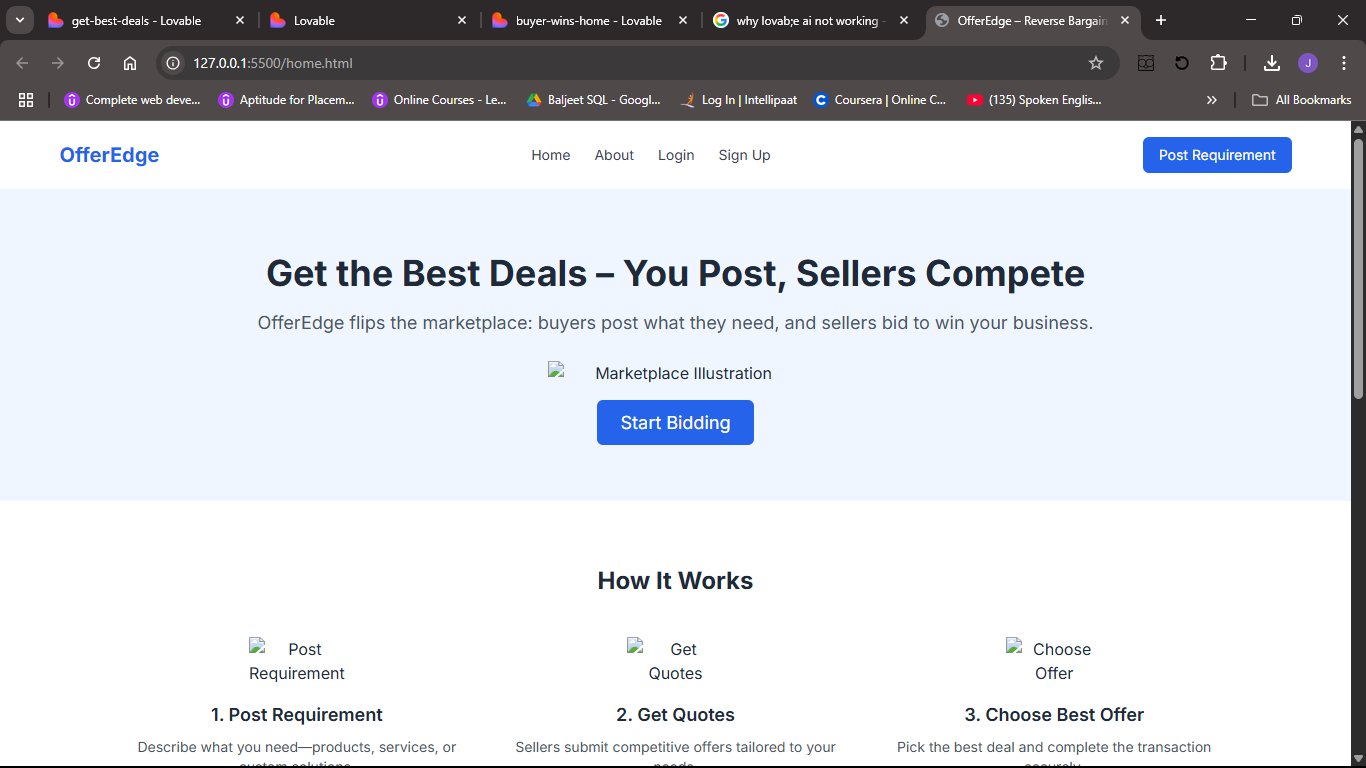 get-best-deals - Lovable
Lovable
buyer-wins-home - Lovable
why lovab;e ai not working -
OfferEdge – Reverse Bargain
127.0.0.1:5500/home.html
J
Complete web deve...
Aptitude for Placem...
Online Courses - Le...
Baljeet SQL - Googl...
Log In | Intellipaat
Coursera | Online C...
(135) Spoken Englis...
All Bookmarks
OfferEdge
Home
About
Login
Sign Up
Post Requirement
Get the Best Deals – You Post, Sellers Compete
OfferEdge flips the marketplace: buyers post what they need, and sellers bid to win your business.
Marketplace Illustration
Start Bidding
How It Works
Post
Requirement
Get
Quotes
Choose
Offer
1. Post Requirement
2. Get Quotes
3. Choose Best Offer
Describe what you need—products, services, or
custom solutions.
Sellers submit competitive offers tailored to your
needs.
Pick the best deal and complete the transaction
securely.